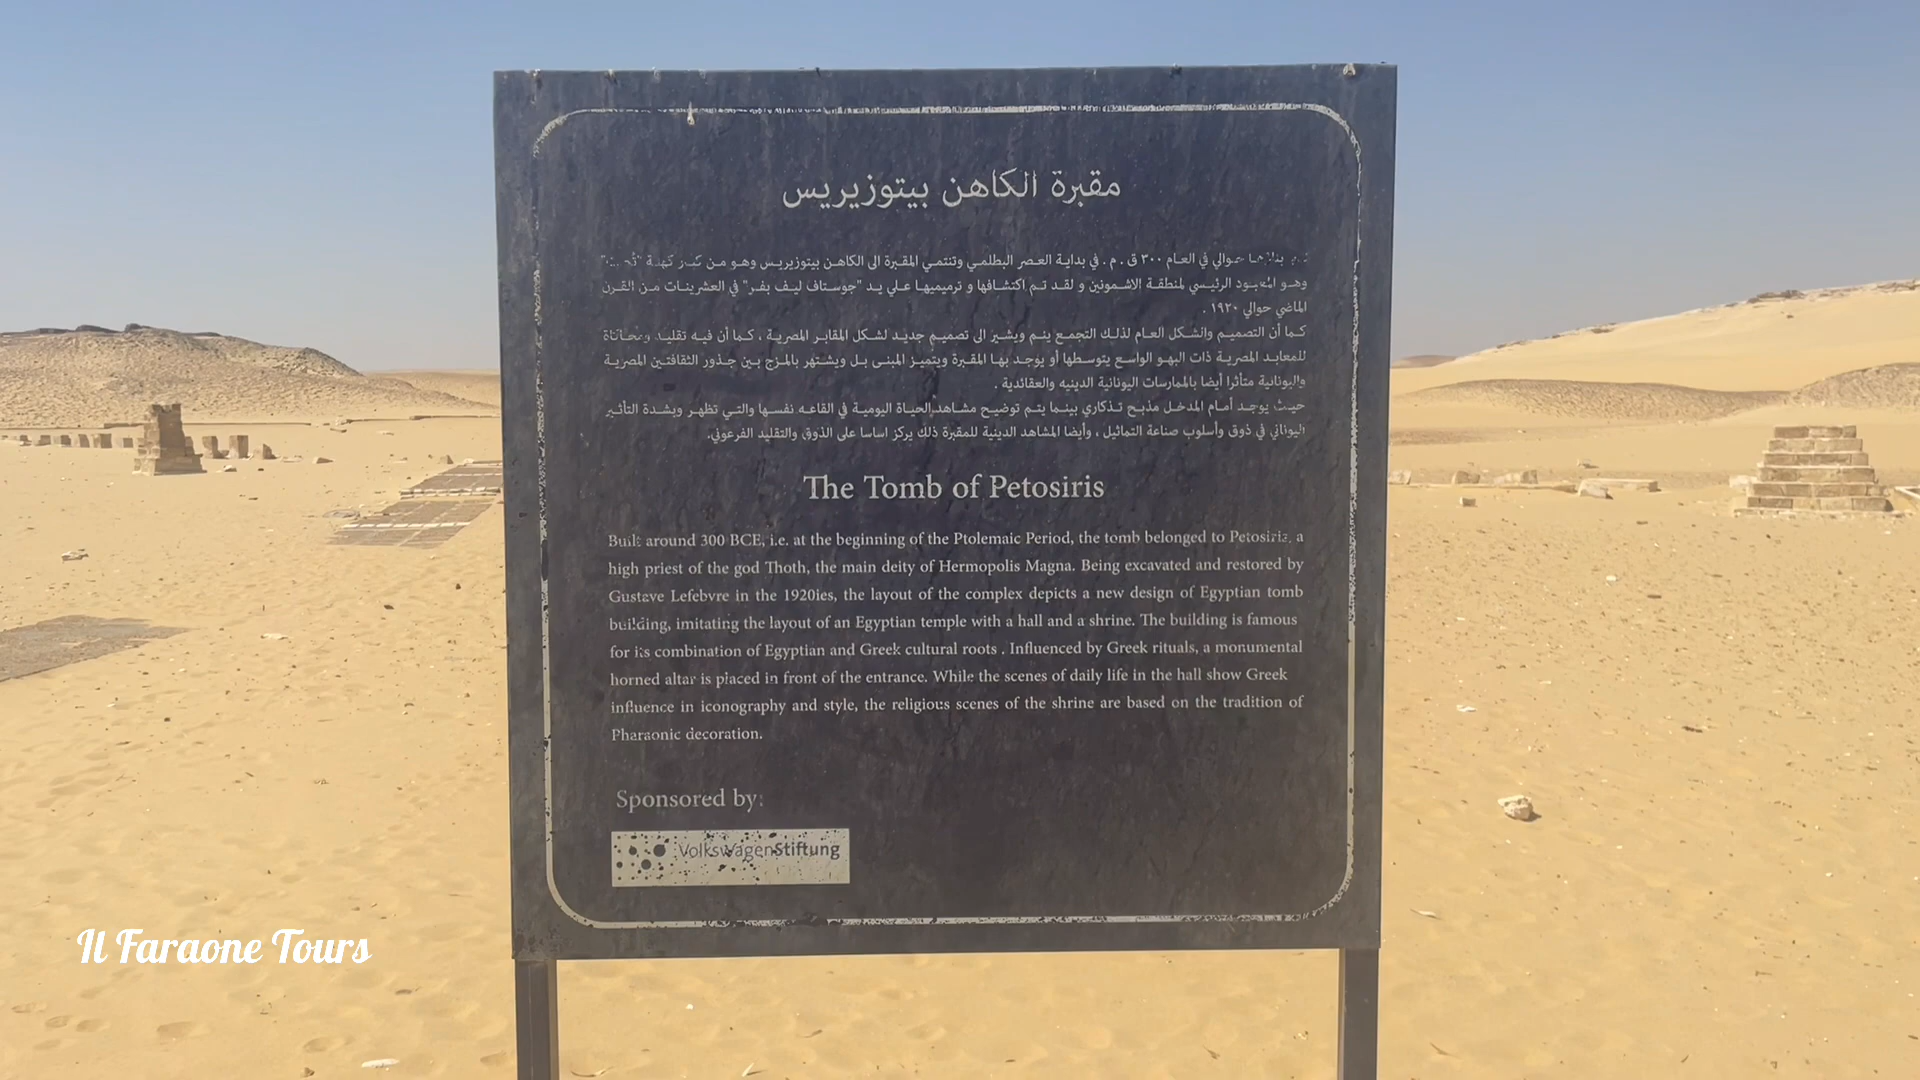 مقبرة الكاهن بيتوزيريس
حوالي في العام ٣٠٠ ق . م . في بداية العصر البطلمي وتنتمي المقبرة الى الكاهن بيتوزيريس وهو من كبار كهنة
وهو المعبود الرئيسي لمنطقة الاشمونين و لقد تم اكتشافها و ترميميها علي يد "جوستاف ليف بفر" في العشرينات من القرن
الماضي حوالي ١٩٢٠ .
كما أن التصميم والشكل العام لذلك التجمع ينم ويشير الى تصميم جديد لشكل المقابر المصرية ، كما أن فيه تقليد ومحاكاة
للمعابد المصرية ذات البهو الواسع يتوسطها أو يوجد بها المقبرة ويتميز المبنى بل ويشتهر بالمزج بين جذور الثقافتين المصرية
واليونانية متأثرا أيضا بالممارسات اليونانية الدينيه والعقائدية .
حيث يوجد أمام المدخل مذبح تذكاري بينما يتم توضيح مشاهد الحياة اليومية في القاعه نفسها والتي تظهر وبشدة التأثير
اليوناني في ذوق وأسلوب صناعة التماثيل ، وأيضا المشاهد الدينية للمقبرة ذلك يركز اساسا على الذوق والتقليد الفرعوني.
The Tomb of Petosiris
Built around 300 BCE, i.e. at the beginning of the Ptolemaic Period, the tomb belonged to Petosiris, a
high priest of the god Thoth, the main deity of Hermopolis Magna. Being excavated and restored by
Gustave Lefebvre in the 1920ies, the layout of the complex depicts a new design of Egyptian tomb
building, imitating the layout of an Egyptian temple with a hall and a shrine. The building is famous
for its combination of Egyptian and Greek cultural roots . Influenced by Greek rituals, a monumental
horned altar is placed in front of the entrance. While the scenes of daily life in the hall show Greek
influence in iconography and style, the religious scenes of the shrine are based on the tradition of
Pharaonic decoration.
Sponsored by:
VolkswagenStiftung
Il Faraone Tours